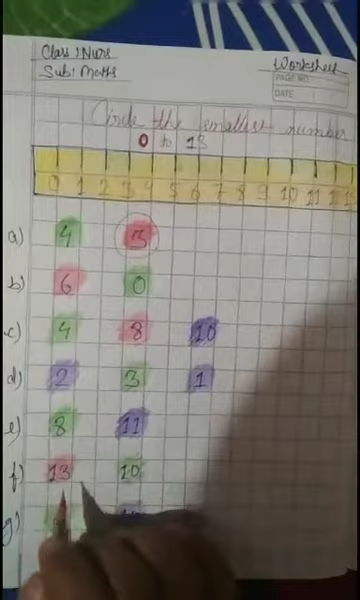 Class : Nurs
Sub : Maths
Worksheet
PAGE NO.
DATE
Circle the smallest number
0 to 13
0 1 2 3 4 5 6 7 8 9 10 11 12
a) 4 3
b) 6 0
c) 4 8 10
d) 2 3 1
e) 8 11
f) 13 10
g)